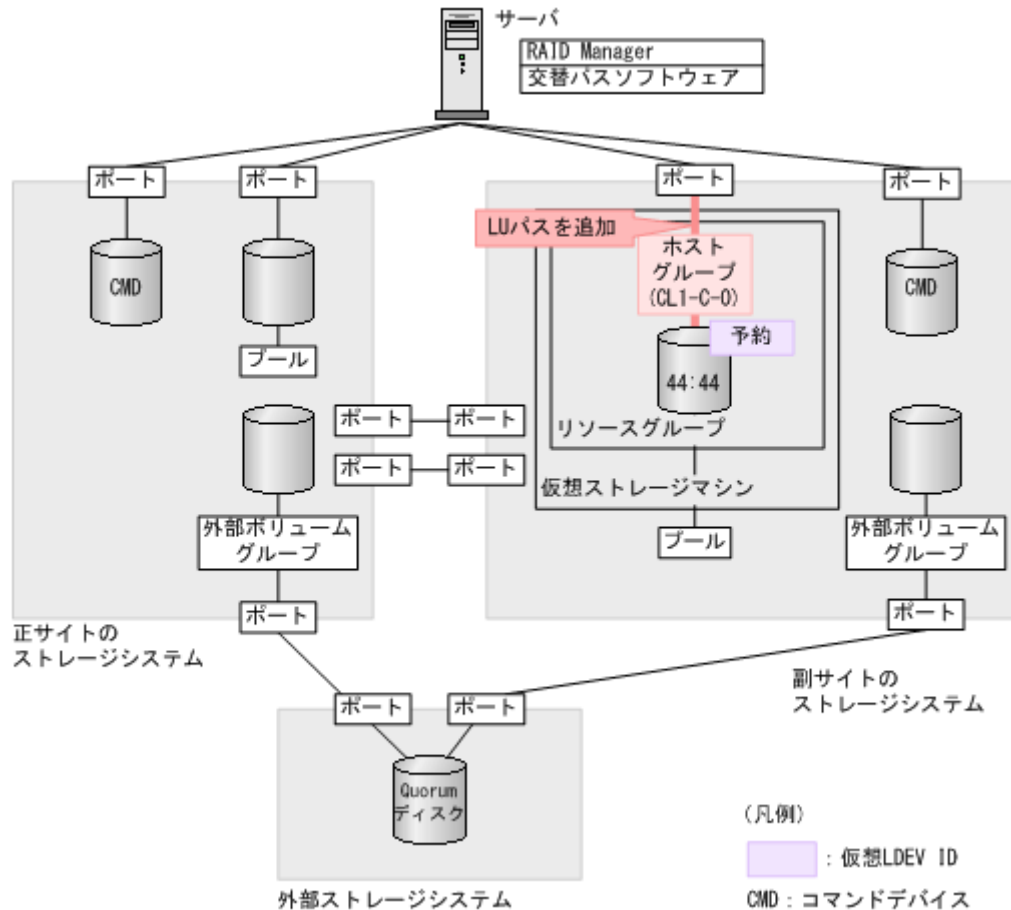 サーバ
RAID Manager
交替パスソフトウェア
ポート
ポート
ポート
ポート
LUパスを追加
ホスト
グループ
(CL1-C-0)
CMD
CMD
予約
プール
44:44
ポート
ポート
リソースグループ
ポート
ポート
仮想ストレージマシン
外部ボリューム
グループ
プール
外部ボリューム
グループ
ポート
ポート
正サイトの
ストレージシステム
副サイトの
ストレージシステム
ポート
ポート
Quorum
ディスク
(凡例)
: 仮想LDEV ID
外部ストレージシステム
CMD : コマンドデバイス